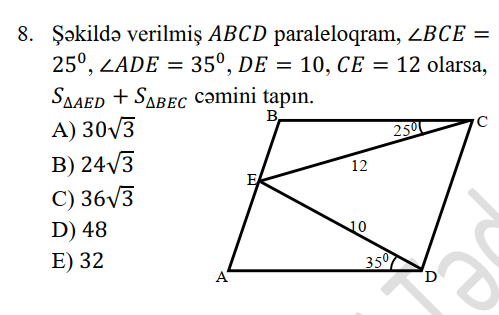 8. Şəkildə verilmiş ABCD paraleloqram, ∠BCE =
25⁰, ∠ADE = 35⁰, DE = 10, CE = 12 olarsa,
S△AED + S△BEC cəmini tapın.
A) 30√3
B) 24√3
C) 36√3
D) 48
E) 32
B
C
25⁰
12
E
10
35⁰
A
D